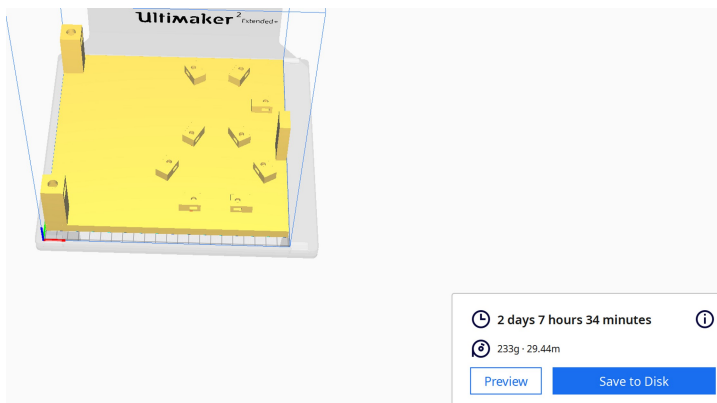 Ultimaker 2 Extended+
2 days 7 hours 34 minutes
233g · 29.44m
Preview
Save to Disk